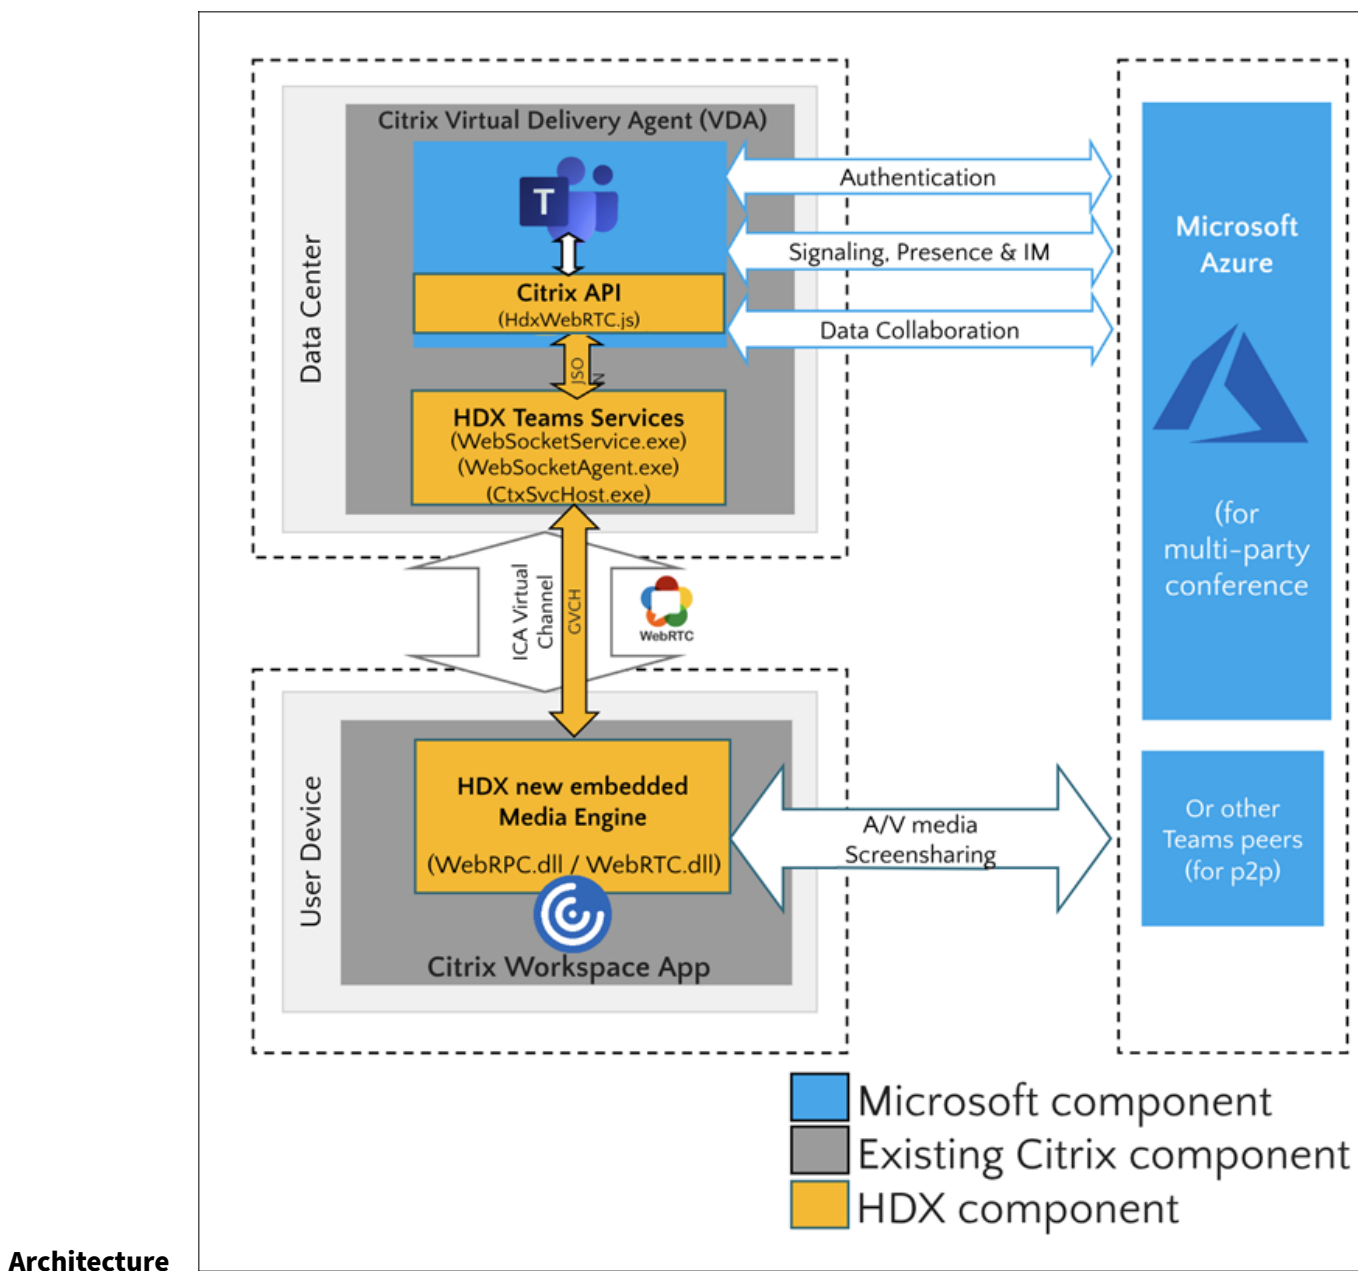 Citrix Virtual Delivery Agent (VDA)
T
Citrix API
(HdxWebRTC.js)
JSO
N
HDX Teams Services
(WebSocketService.exe)
(WebSocketAgent.exe)
(CtxSvcHost.exe)
Data Center
Authentication
Signaling, Presence & IM
Data Collaboration
Microsoft
Azure
(for
multi-party
conference
ICA Virtual
Channel
GVCH
WebRTC
User Device
HDX new embedded
Media Engine
(WebRPC.dll / WebRTC.dll)
Citrix Workspace App
A/V media
Screensharing
Or other
Teams peers
(for p2p)
Microsoft component
Existing Citrix component
HDX component
Architecture